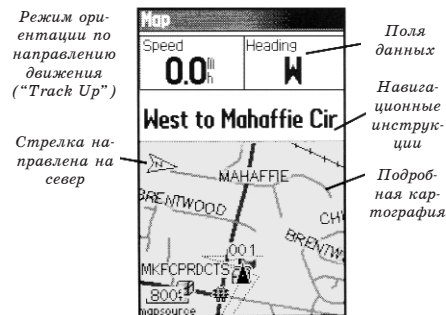 Режим ори-
ентации по
направлению
движения
(“Track Up”)
Стрелка на-
правлена на
север
Map
Speed
0.0
Heading
W
West to Mahaffie Cir
N
MAHAFFIE
BRENTWOOD
BRENTW
001
MKFCPRDCTS
800
mapsource
Поля
данных
Навига-
ционные
инструк-
ции
Подроб-
ная кар-
тография